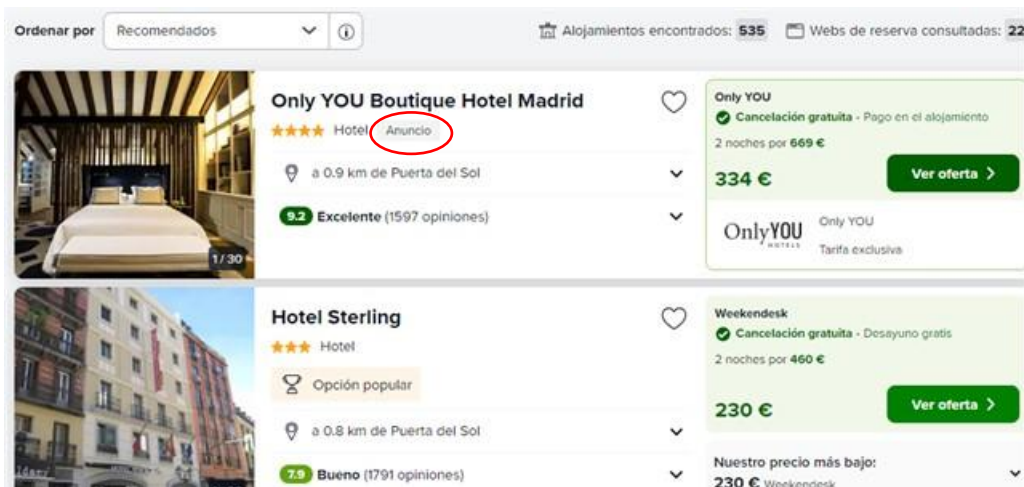 Ordenar por Recomendados Alojamientos encontrados: 535 Webs de reserva consultadas: 22
Only YOU Boutique Hotel Madrid
Hotel Anuncio
a 0.9 km de Puerta del Sol
9.2 Excelente (1597 opiniones)
1/30
Only YOU
Cancelación gratuita - Pago en el alojamiento
2 noches por 669 €
334 €
Ver oferta
OnlyYOU
HOTELS
Only YOU
Tarifa exclusiva
Hotel Sterling
Hotel
Opción popular
a 0.8 km de Puerta del Sol
7.9 Bueno (1791 opiniones)
Weekendesk
Cancelación gratuita - Desayuno gratis
2 noches por 460 €
230 €
Ver oferta
Nuestro precio más bajo:
230 € Weekendesk